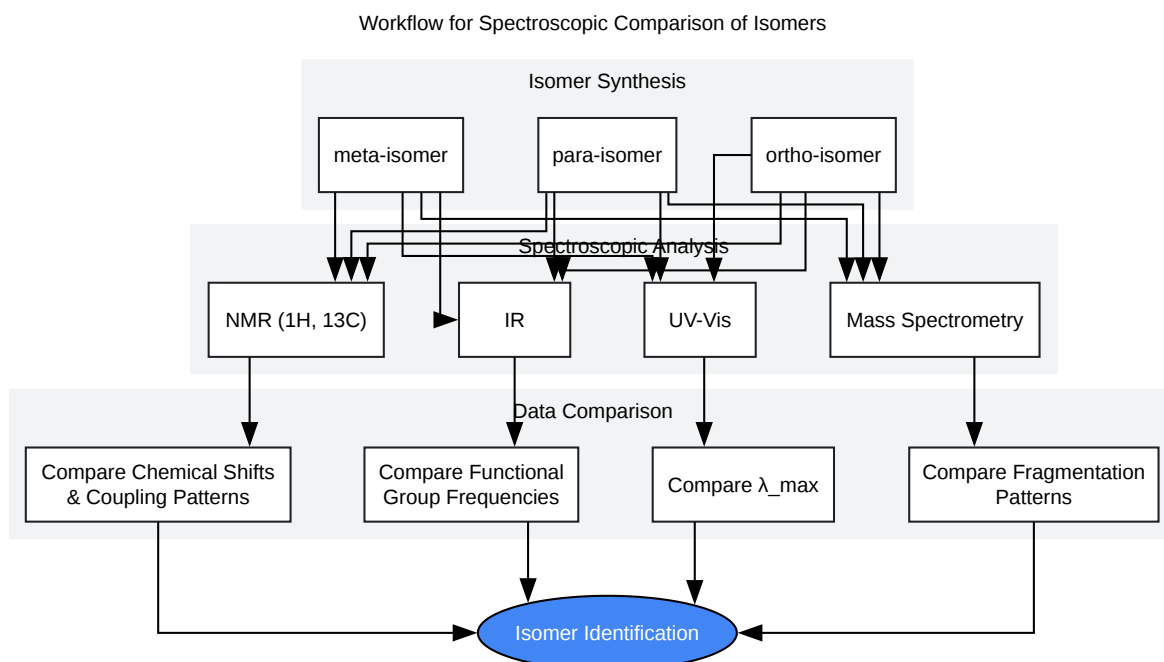 Workflow for Spectroscopic Comparison of Isomers
Isomer Synthesis
meta-isomer
para-isomer
ortho-isomer
Spectroscopic Analysis
NMR (1H, 13C)
IR
UV-Vis
Mass Spectrometry
Data Comparison
Compare Chemical Shifts
& Coupling Patterns
Compare Functional
Group Frequencies
Compare λ_max
Compare Fragmentation
Patterns
Isomer Identification